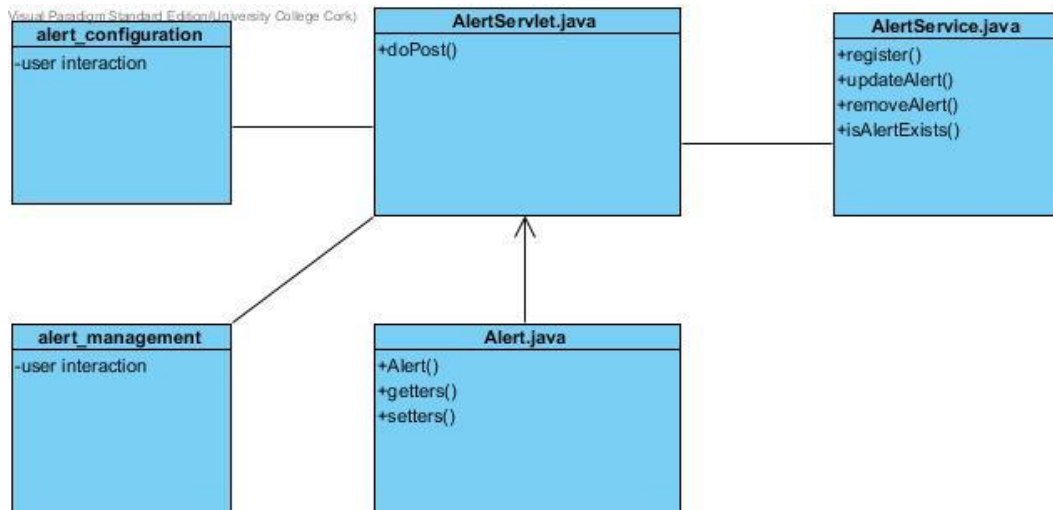 Visual Paradigm Standard Edition(University College Cork)
alert_configuration
-user interaction
AlertServlet.java
+doPost()
AlertService.java
+register()
+updateAlert()
+removeAlert()
+isAlertExists()
alert_management
-user interaction
Alert.java
+Alert()
+getters()
+setters()